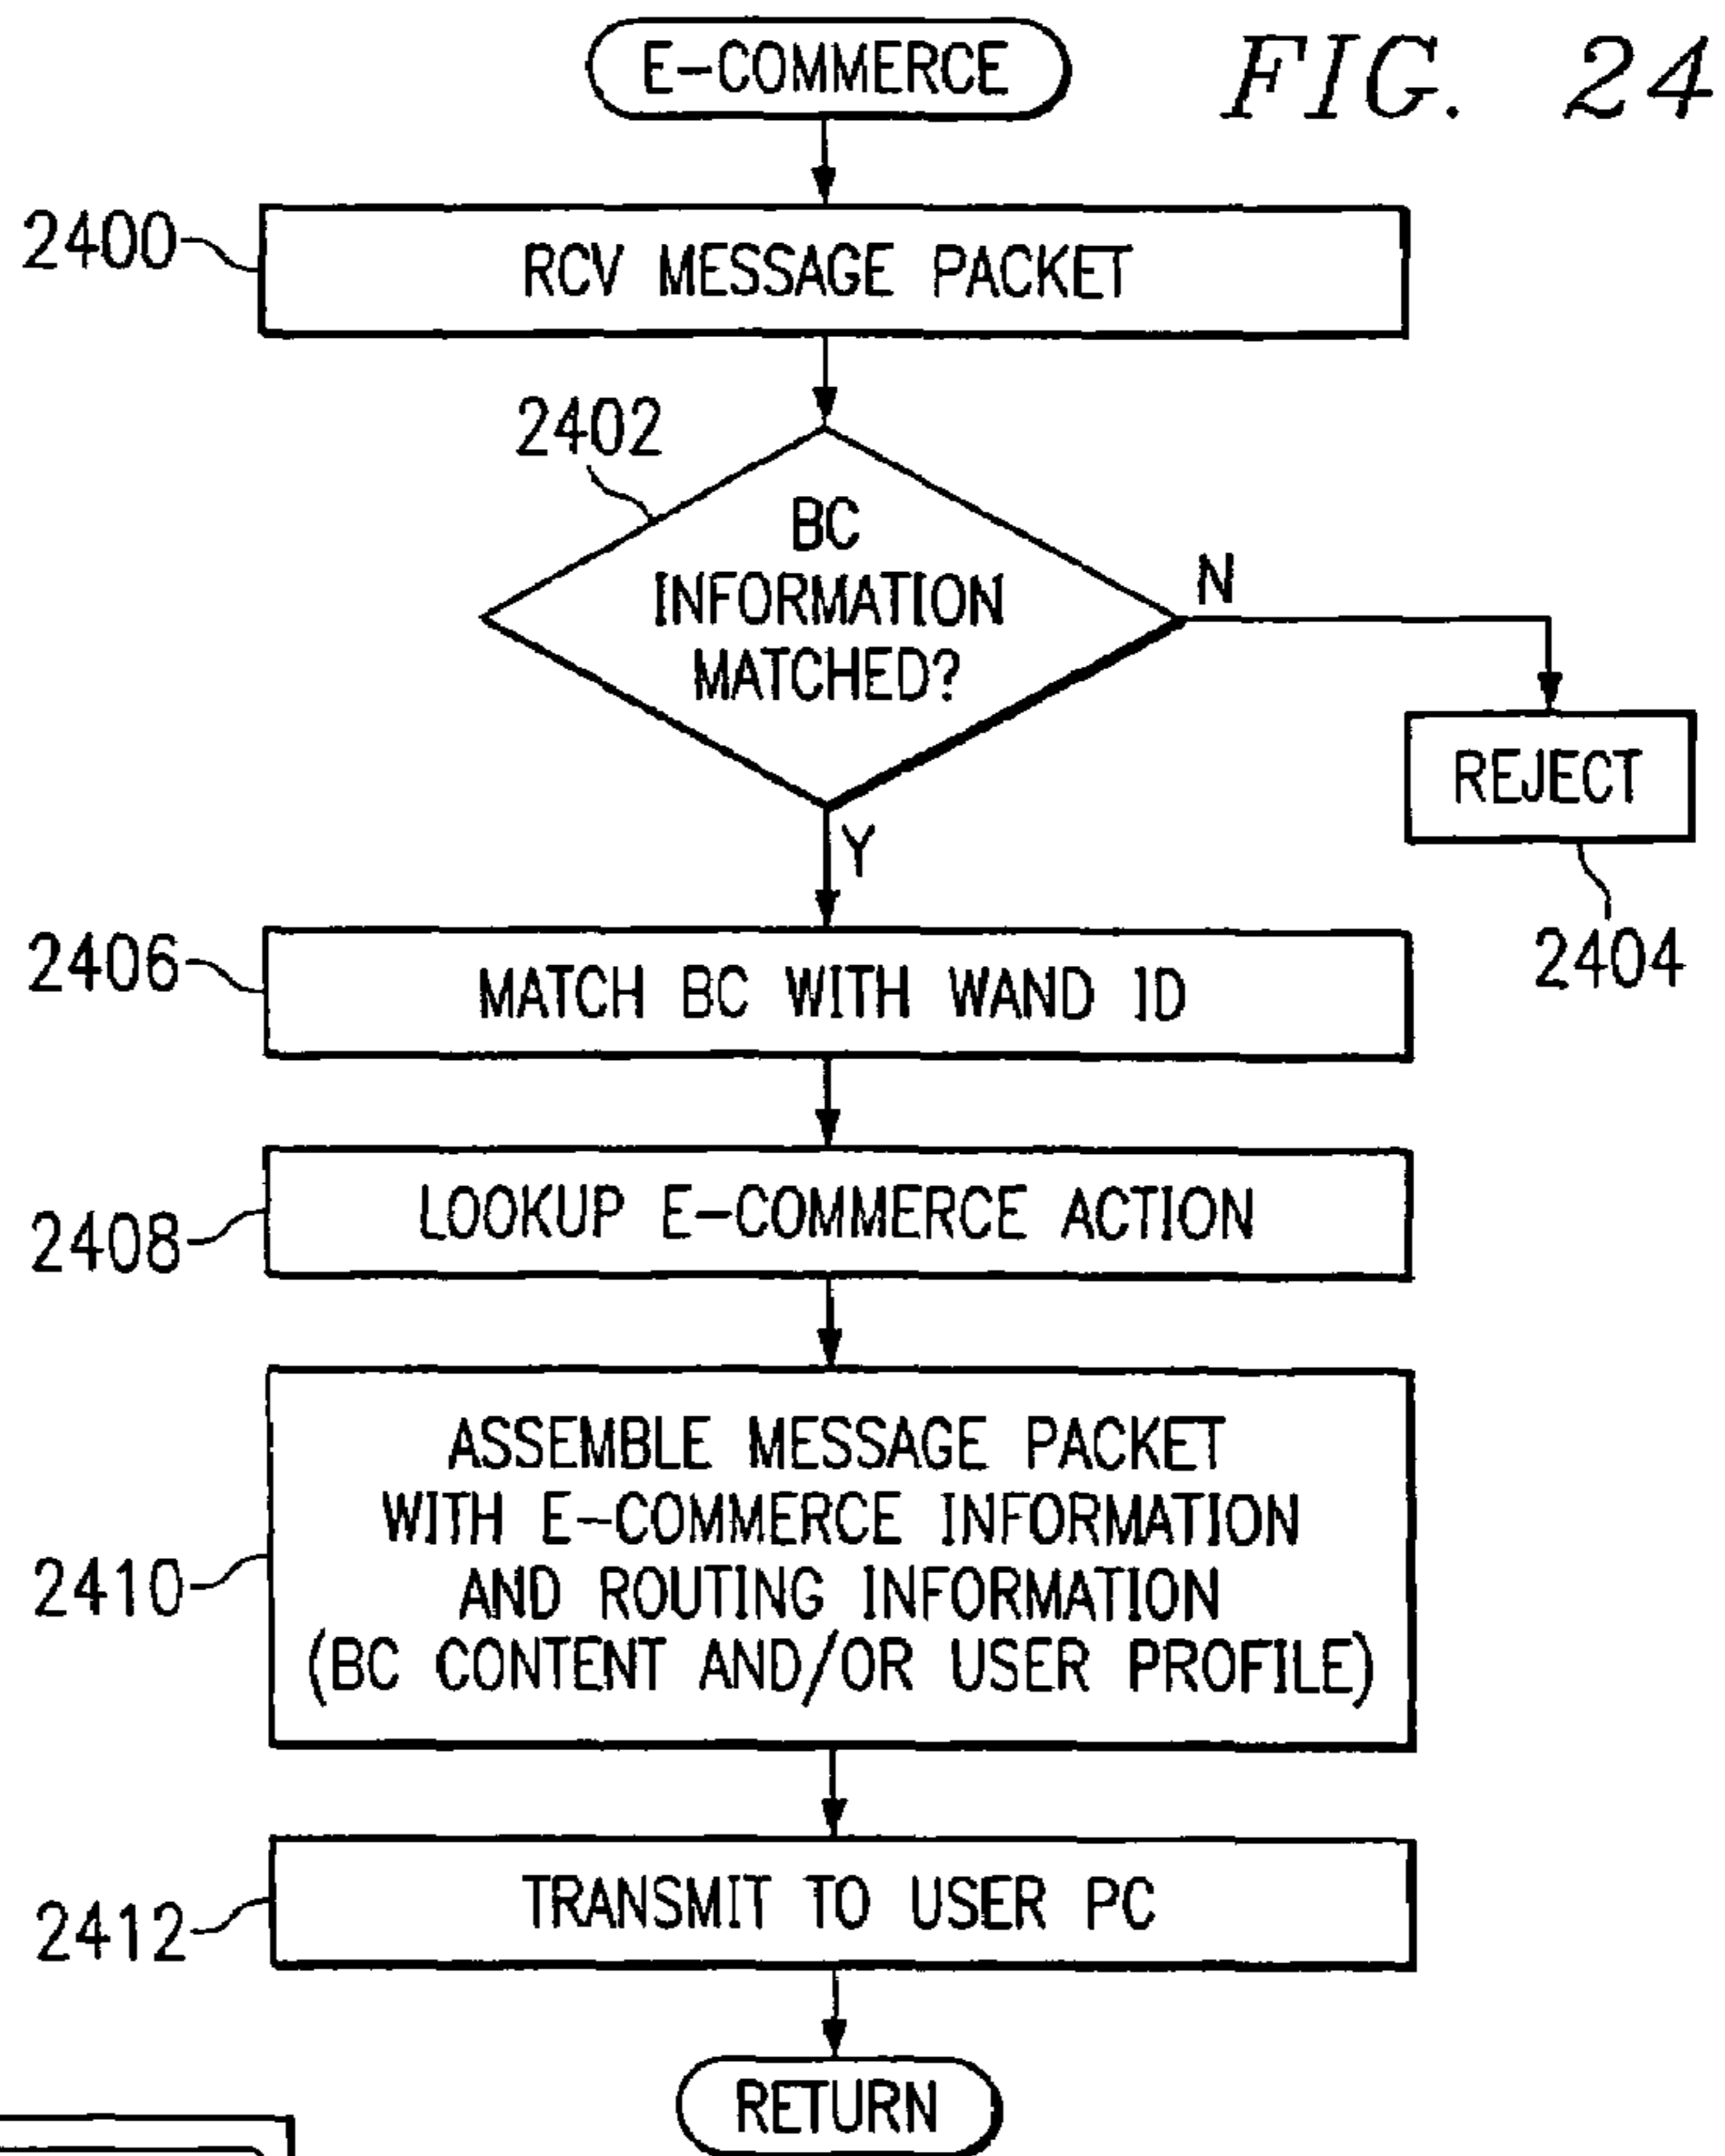 E-COMMERCE
FIG. 24
2400
RCV MESSAGE PACKET
2402
BC
INFORMATION
MATCHED?
N
REJECT
2404
Y
2406
MATCH BC WITH WAND ID
2408
LOOKUP E-COMMERCE ACTION
2410
ASSEMBLE MESSAGE PACKET
WITH E-COMMERCE INFORMATION
AND ROUTING INFORMATION
(BC CONTENT AND/OR USER PROFILE)
2412
TRANSMIT TO USER PC
RETURN